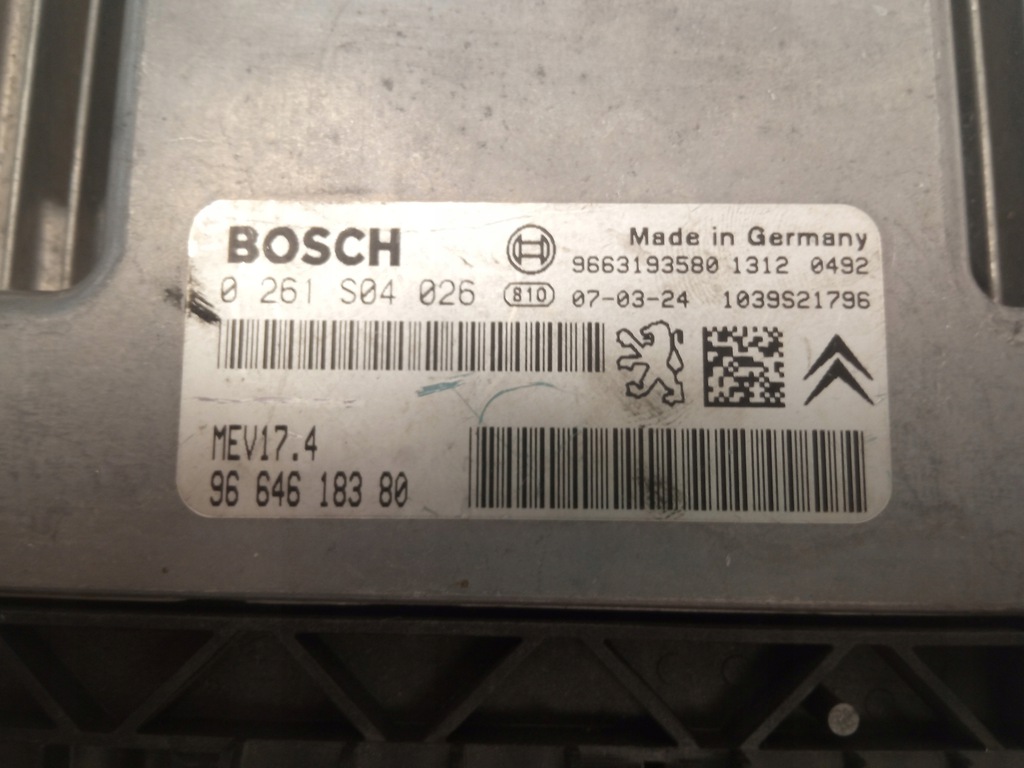 BOSCH
Made in Germany
9663193580 1312 0492
0 261 S04 026 810 07-03-24 1039S21796
MEV17.4
96 646 183 80